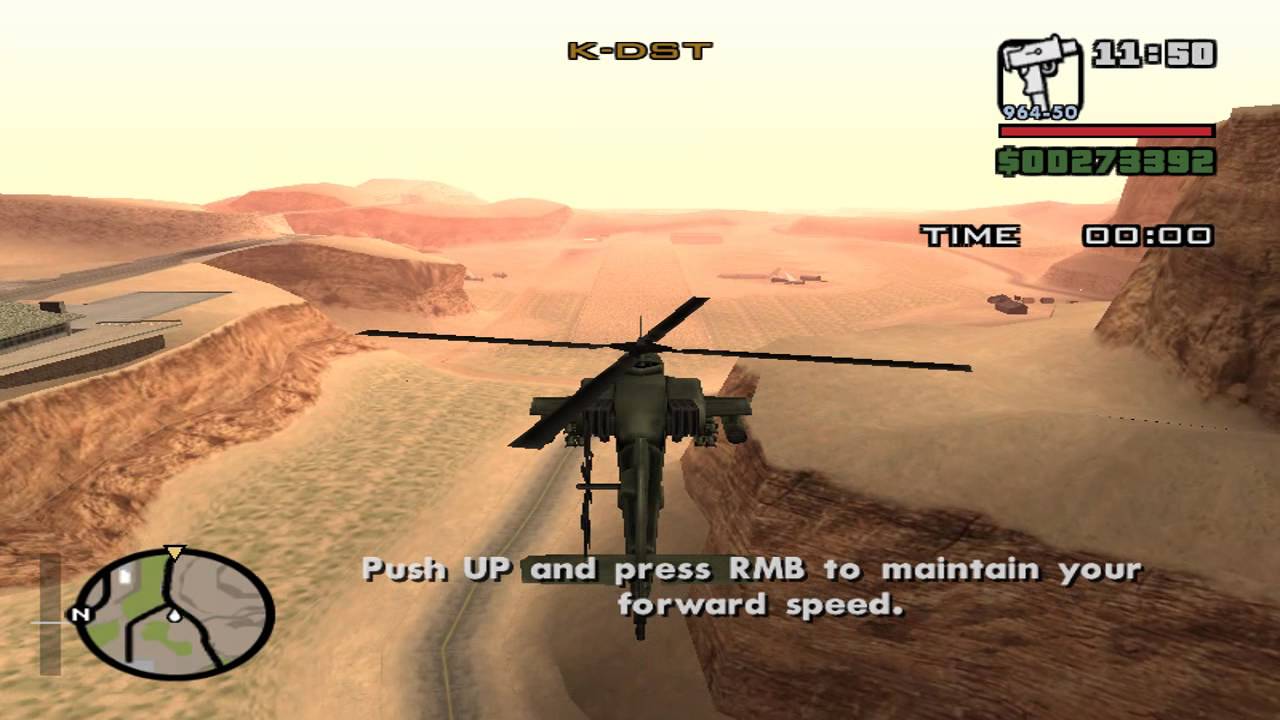 K-DST
11:50
964-50
$00273392
TIME 00:00
N
Push UP and press RMB to maintain your
forward speed.